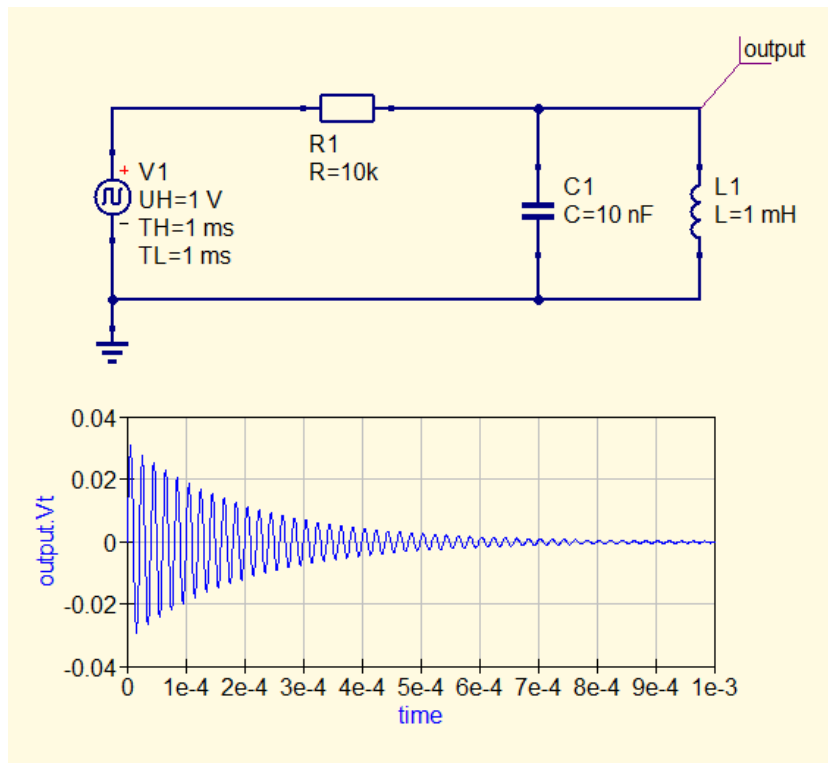 output
R1
R=10k
V1
UH=1 V
TH=1 ms
TL=1 ms
C1
C=10 nF
L1
L=1 mH
0.04
0.02
0
-0.02
-0.04
output.Vt
0 1e-4 2e-4 3e-4 4e-4 5e-4 6e-4 7e-4 8e-4 9e-4 1e-3
time